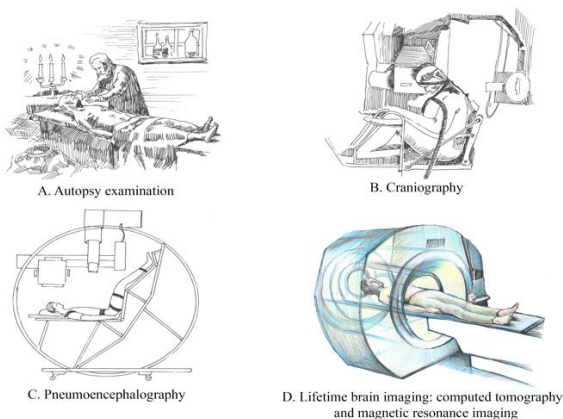 A. Autopsy examination
B. Craniography
C. Pneumoencephalography
D. Lifetime brain imaging: computed tomography
and magnetic resonance imaging